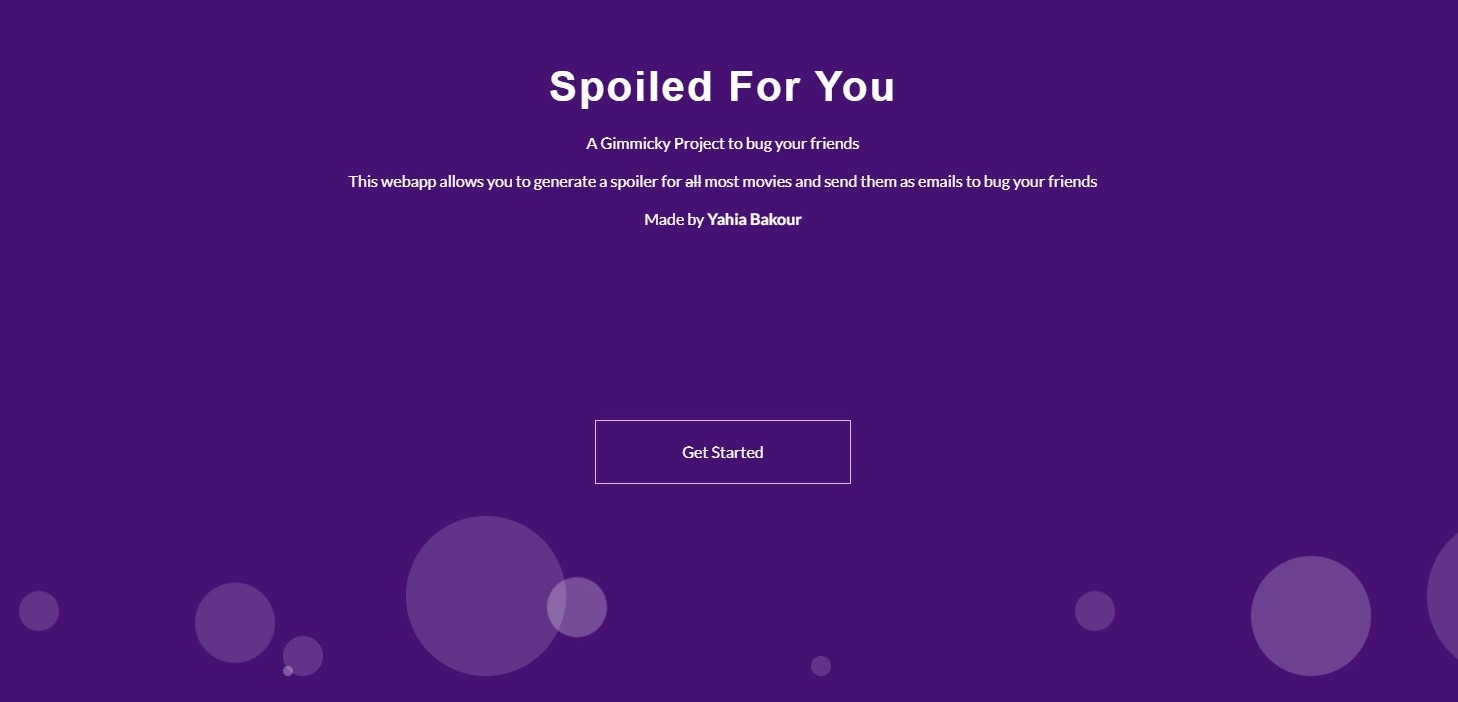 Spoiled For You
A Gimmicky Project to bug your friends
This webapp allows you to generate a spoiler for all most movies and send them as emails to bug your friends
Made by Yahia Bakour
Get Started